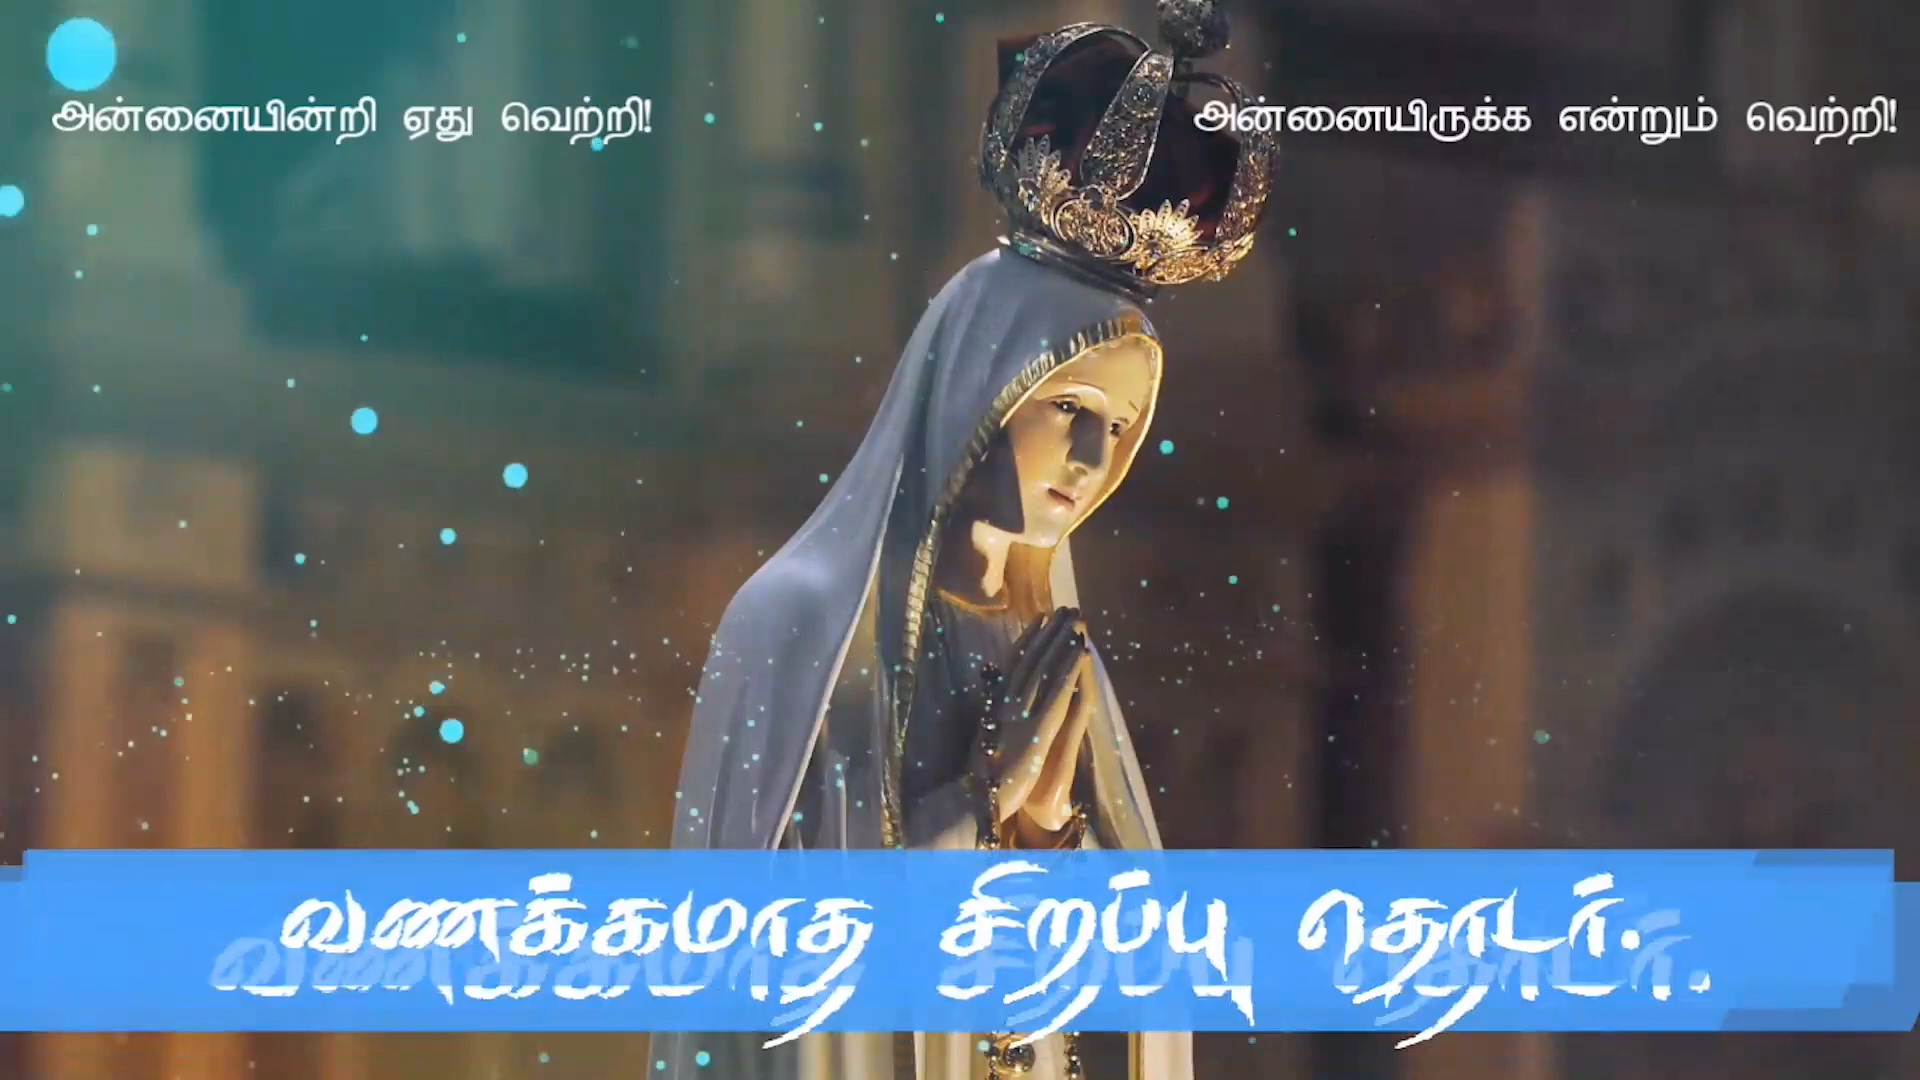 அன்னையின்றி ஏது வெற்றி!
அன்னையிருக்க என்றும் வெற்றி!
வணக்கமாத சிறப்பு தொடர்.